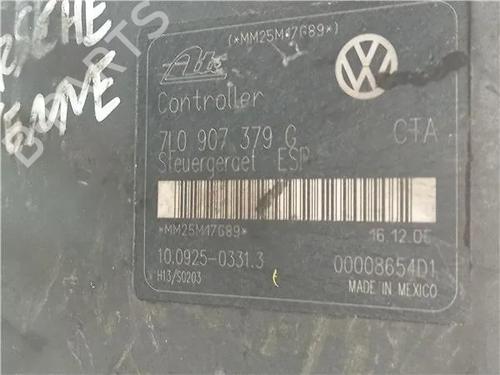 (*MM25M47G89*)
Ate
Controller
7L0 907 379 G CTA
Steuergeraet ESP
*MM25M47G89* 16.12.05
10.0925-0331.3 00008654D1
H13/S0203 MADE IN MEXICO